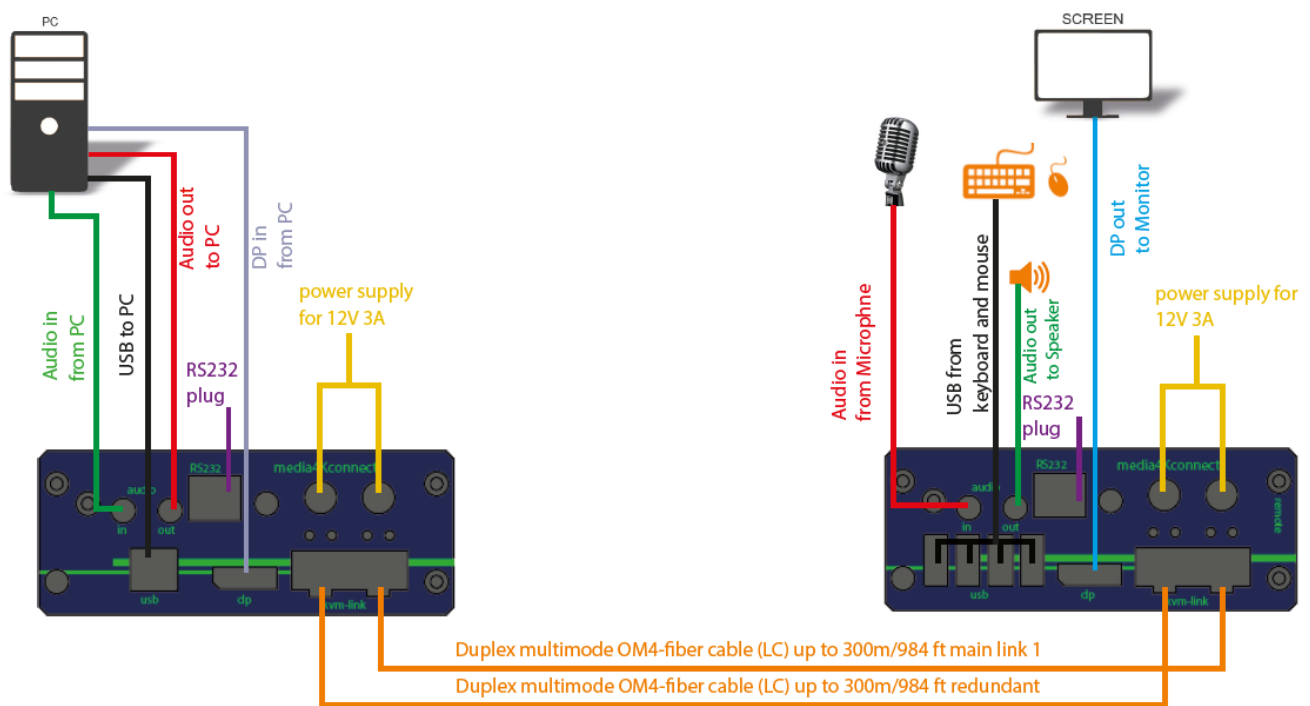 PC
SCREEN
Audio in
from PC
USB to PC
Audio out
to PC
DP in
from PC
power supply
for 12V 3A
RS232
plug
Audio in
from Microphne
USB from
keyboard and mouse
Audio out
to Speaker
DP out
to Monitor
RS232
plug
power supply for
12V 3A
RS232
media4Xconnect
audio
in
out
usb
dp
kvm-link
RS232
media4Xconnect
audio
in
out
remote
usb
dp
kvm-link
Duplex multimode OM4-fiber cable (LC) up to 300m/984 ft main link 1
Duplex multimode OM4-fiber cable (LC) up to 300m/984 ft redundant